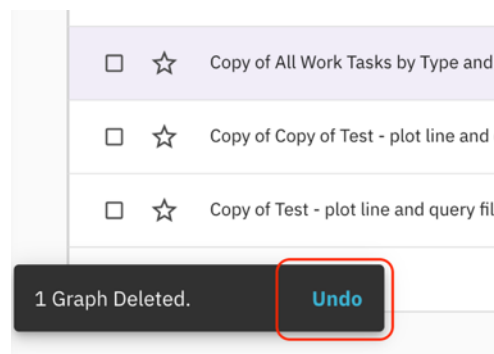 Copy of All Work Tasks by Type and
Copy of Copy of Test - plot line and
Copy of Test - plot line and query fil
1 Graph Deleted. Undo